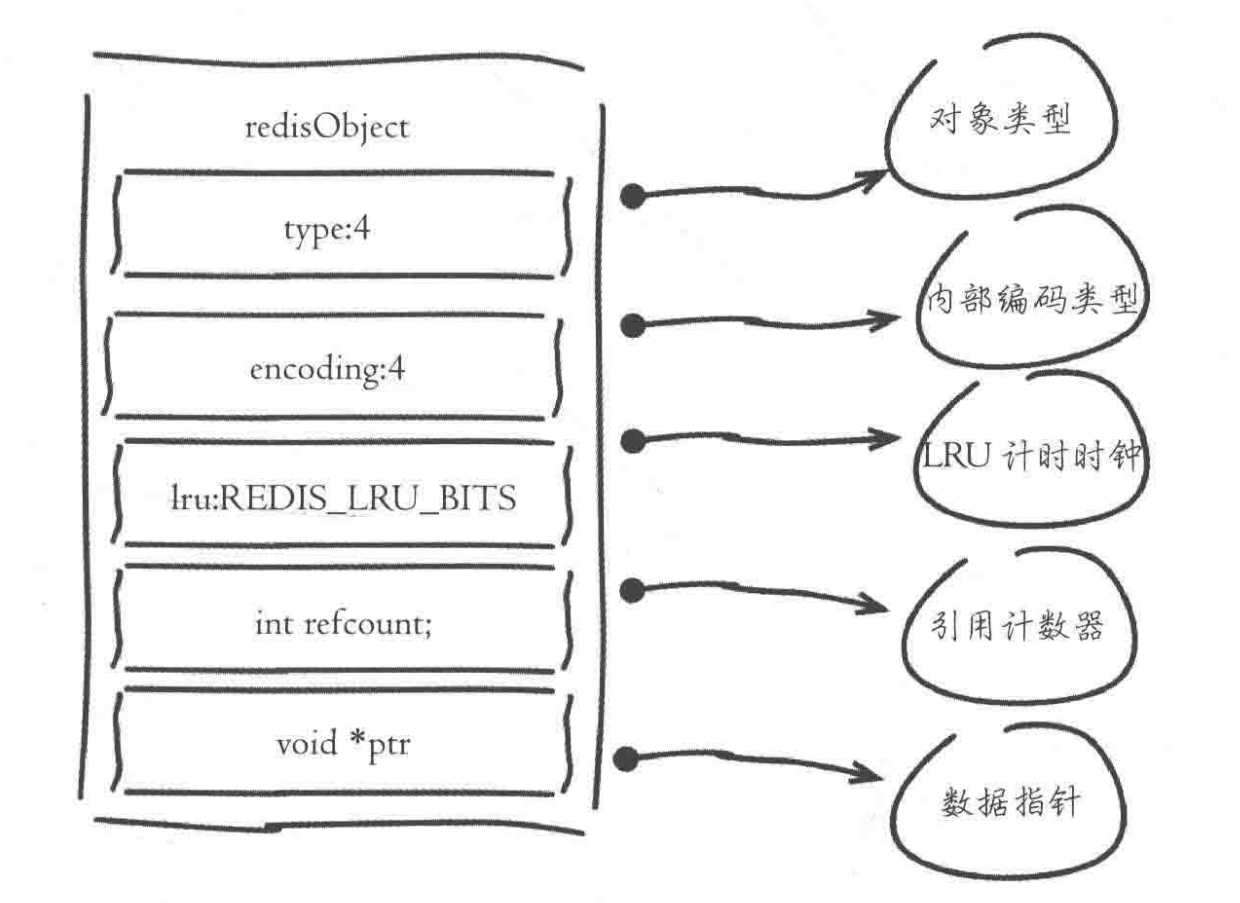 redisObject
type:4
encoding:4
lru:REDIS_LRU_BITS
int refcount;
void *ptr
对象类型
内部编码类型
LRU 计时时钟
引用计数器
数据指针